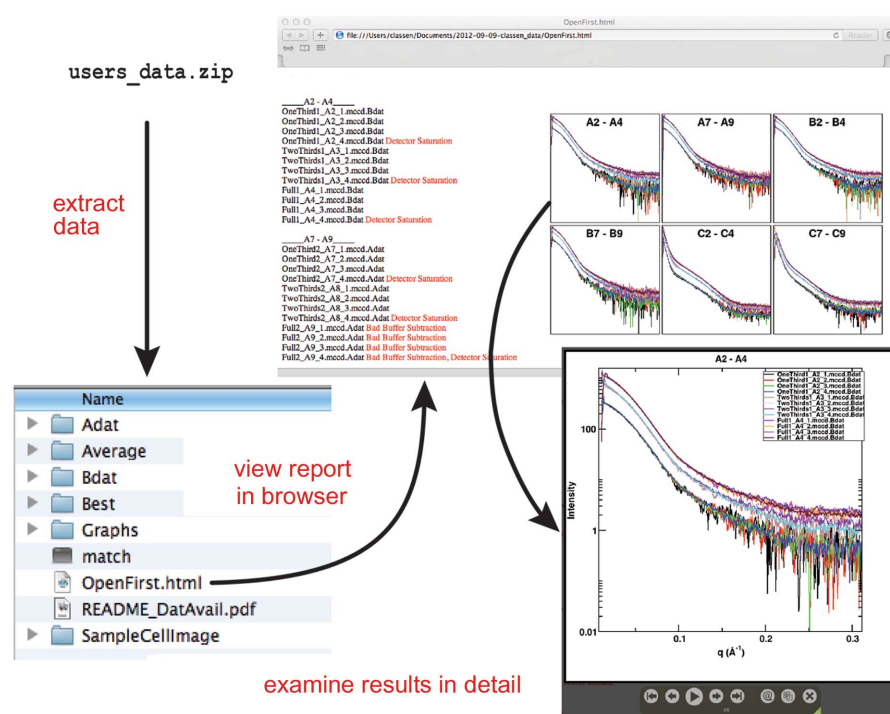 OpenFirst.html
file:///Users/classen/Documents/2012-09-09-classen_data/OpenFirst.html
Reader
users_data.zip
extract
data
____A2 - A4____
OneThird1_A2_1.mccd.Bdat
OneThird1_A2_2.mccd.Bdat
OneThird1_A2_3.mccd.Bdat
OneThird1_A2_4.mccd.Bdat Detector Saturation
TwoThirds1_A3_1.mccd.Bdat
TwoThirds1_A3_2.mccd.Bdat
TwoThirds1_A3_3.mccd.Bdat
TwoThirds1_A3_4.mccd.Bdat Detector Saturation
Full1_A4_1.mccd.Bdat
Full1_A4_2.mccd.Bdat
Full1_A4_3.mccd.Bdat
Full1_A4_4.mccd.Bdat Detector Saturation
____A7 - A9____
OneThird2_A7_1.mccd.Adat
OneThird2_A7_2.mccd.Adat
OneThird2_A7_3.mccd.Adat
OneThird2_A7_4.mccd.Adat Detector Saturation
TwoThirds2_A8_1.mccd.Adat
TwoThirds2_A8_2.mccd.Adat
TwoThirds2_A8_3.mccd.Adat
TwoThirds2_A8_4.mccd.Adat Detector Saturation
Full2_A9_1.mccd.Adat Bad Buffer Subtraction
Full2_A9_2.mccd.Adat Bad Buffer Subtraction
Full2_A9_3.mccd.Adat Bad Buffer Subtraction
Full2_A9_4.mccd.Adat Bad Buffer Subtraction, Detector Saturation
A2 - A4
A7 - A9
B2 - B4
B7 - B9
C2 - C4
C7 - C9
Name
Adat
Average
Bdat
Best
Graphs
match
OpenFirst.html
README_DatAvail.pdf
SampleCellImage
view report
in browser
A2 - A4
OneThird1_A2_1.mccd.Bdat
OneThird1_A2_2.mccd.Bdat
OneThird1_A2_3.mccd.Bdat
OneThird1_A2_4.mccd.Bdat
TwoThirds1_A3_1.mccd.Bdat
TwoThirds1_A3_2.mccd.Bdat
TwoThirds1_A3_3.mccd.Bdat
TwoThirds1_A3_4.mccd.Bdat
Full1_A4_1.mccd.Bdat
Full1_A4_2.mccd.Bdat
Full1_A4_3.mccd.Bdat
Full1_A4_4.mccd.Bdat
Intensity
100
1
0.01
0.1
0.2
0.3
q (Å⁻¹)
examine results in detail